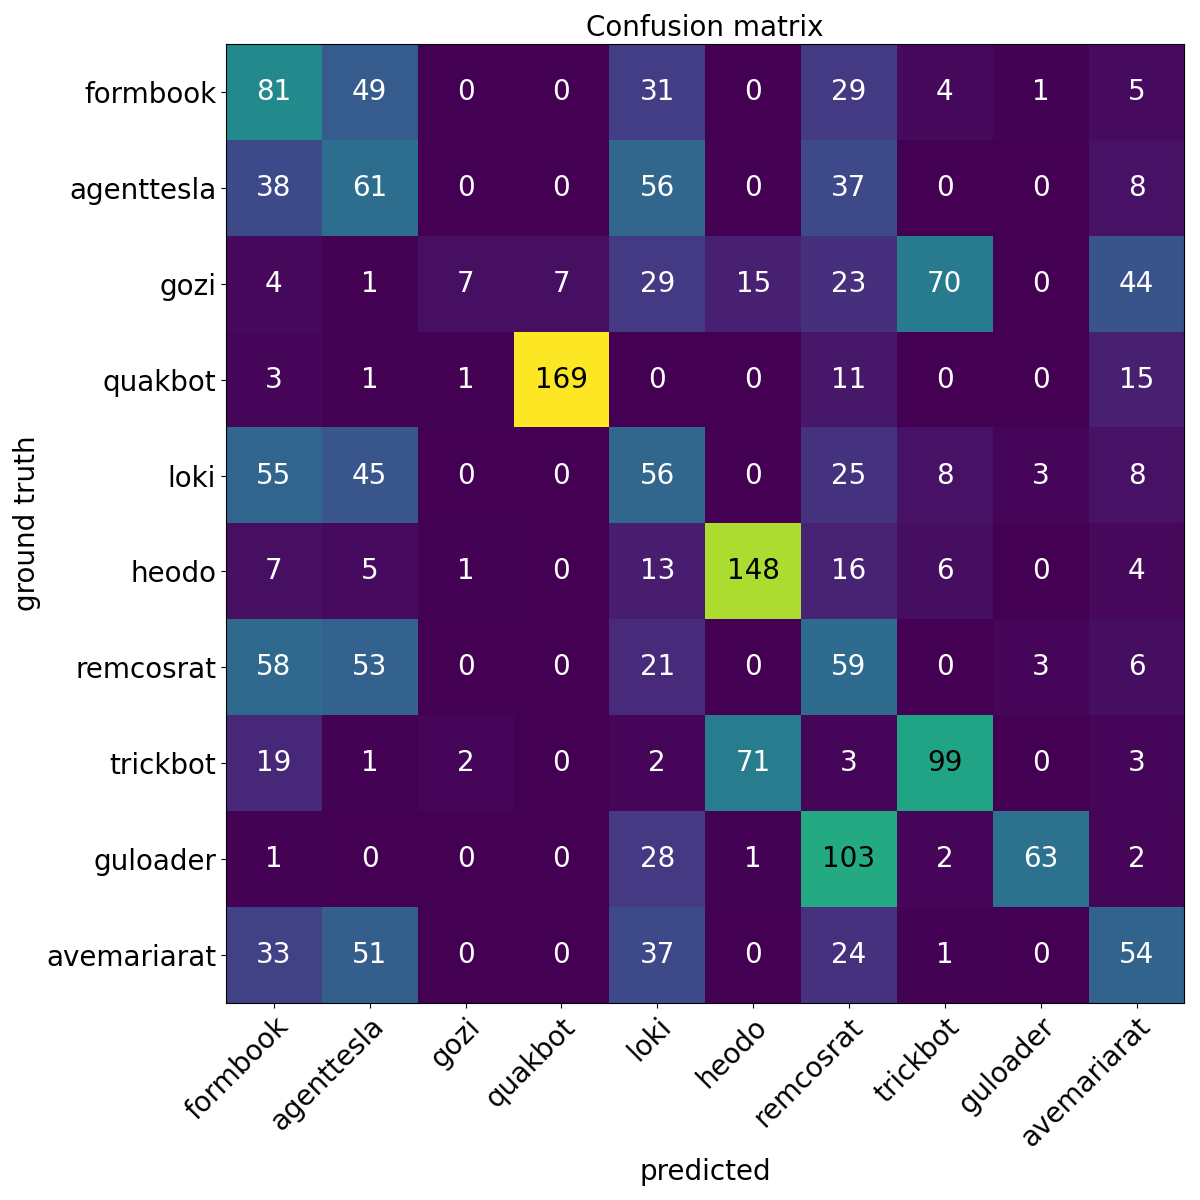 Confusion matrix
formbook 81 49 0 0 31 0 29 4 1 5
agenttesla 38 61 0 0 56 0 37 0 0 8
gozi 4 1 7 7 29 15 23 70 0 44
quakbot 3 1 1 169 0 0 11 0 0 15
loki 55 45 0 0 56 0 25 8 3 8
heodo 7 5 1 0 13 148 16 6 0 4
remcosrat 58 53 0 0 21 0 59 0 3 6
trickbot 19 1 2 0 2 71 3 99 0 3
guloader 1 0 0 0 28 1 103 2 63 2
avemariarat 33 51 0 0 37 0 24 1 0 54
ground truth
formbook agenttesla gozi quakbot loki heodo remcosrat trickbot guloader avemariarat
predicted